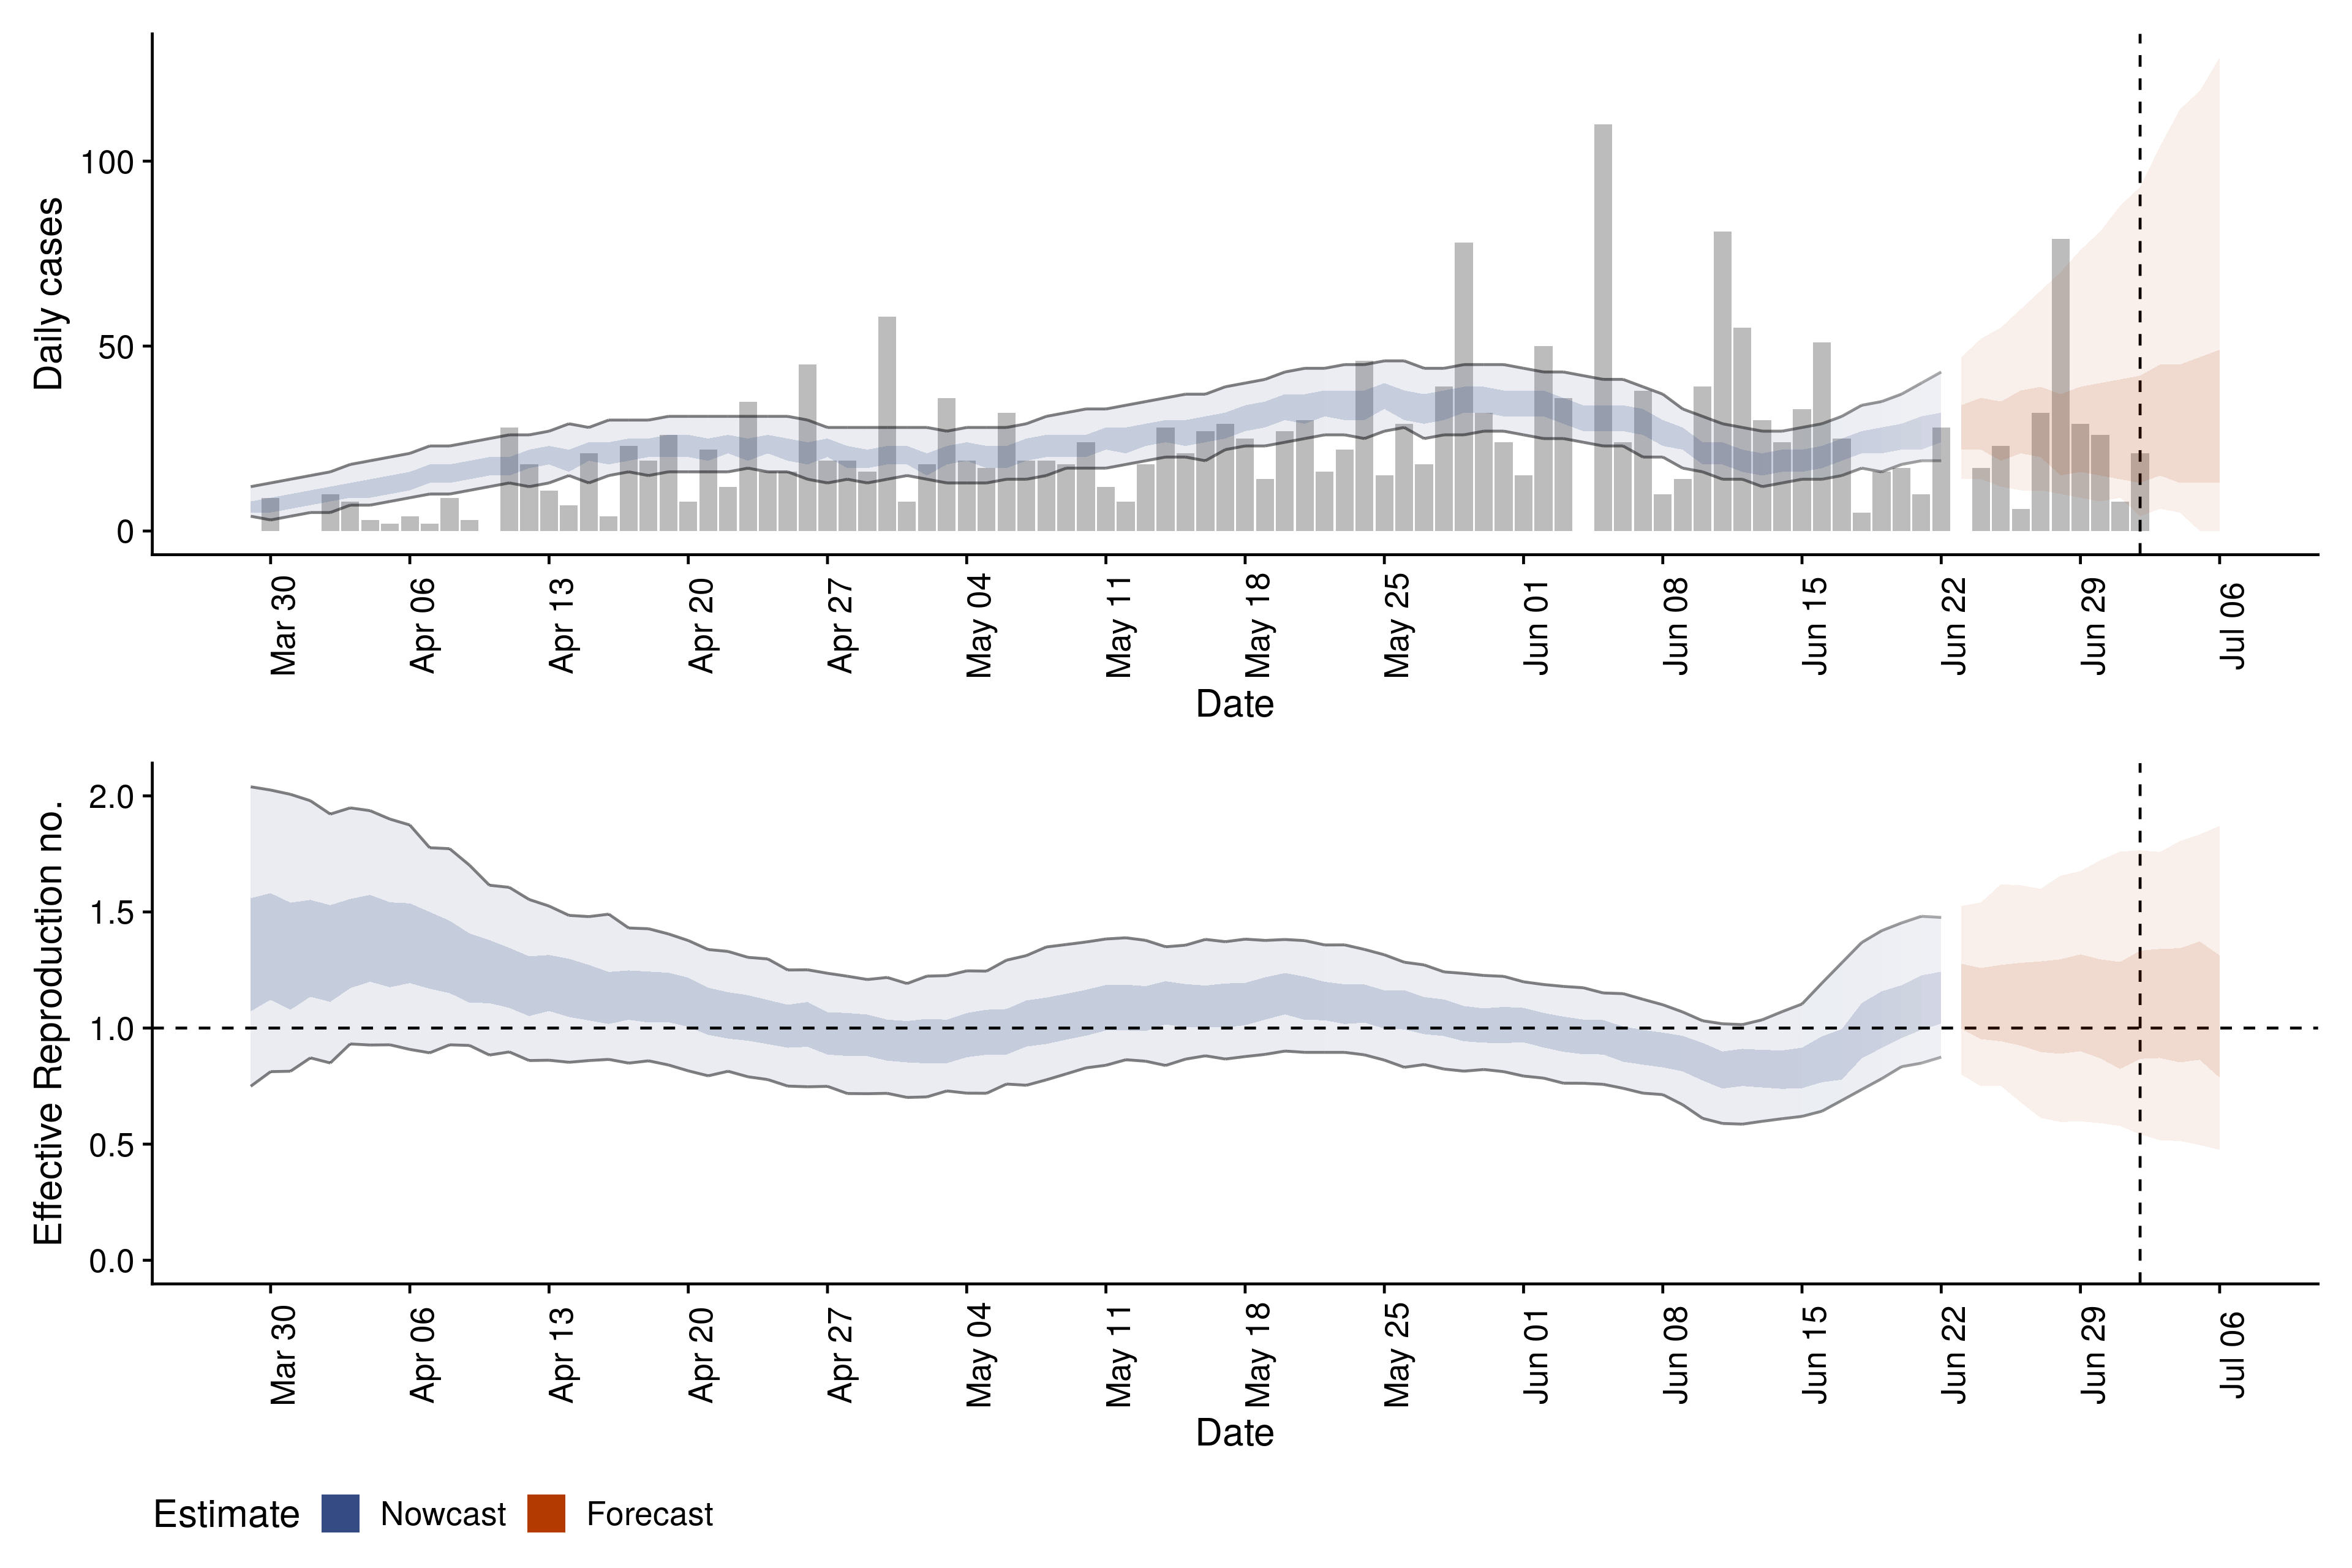 Daily cases
100
50
0
Mar 30
Apr 06
Apr 13
Apr 20
Apr 27
May 04
May 11
May 18
May 25
Jun 01
Jun 08
Jun 15
Jun 22
Jun 29
Jul 06
Date
Effective Reproduction no.
2.0
1.5
1.0
0.5
0.0
Mar 30
Apr 06
Apr 13
Apr 20
Apr 27
May 04
May 11
May 18
May 25
Jun 01
Jun 08
Jun 15
Jun 22
Jun 29
Jul 06
Date
Estimate Nowcast Forecast